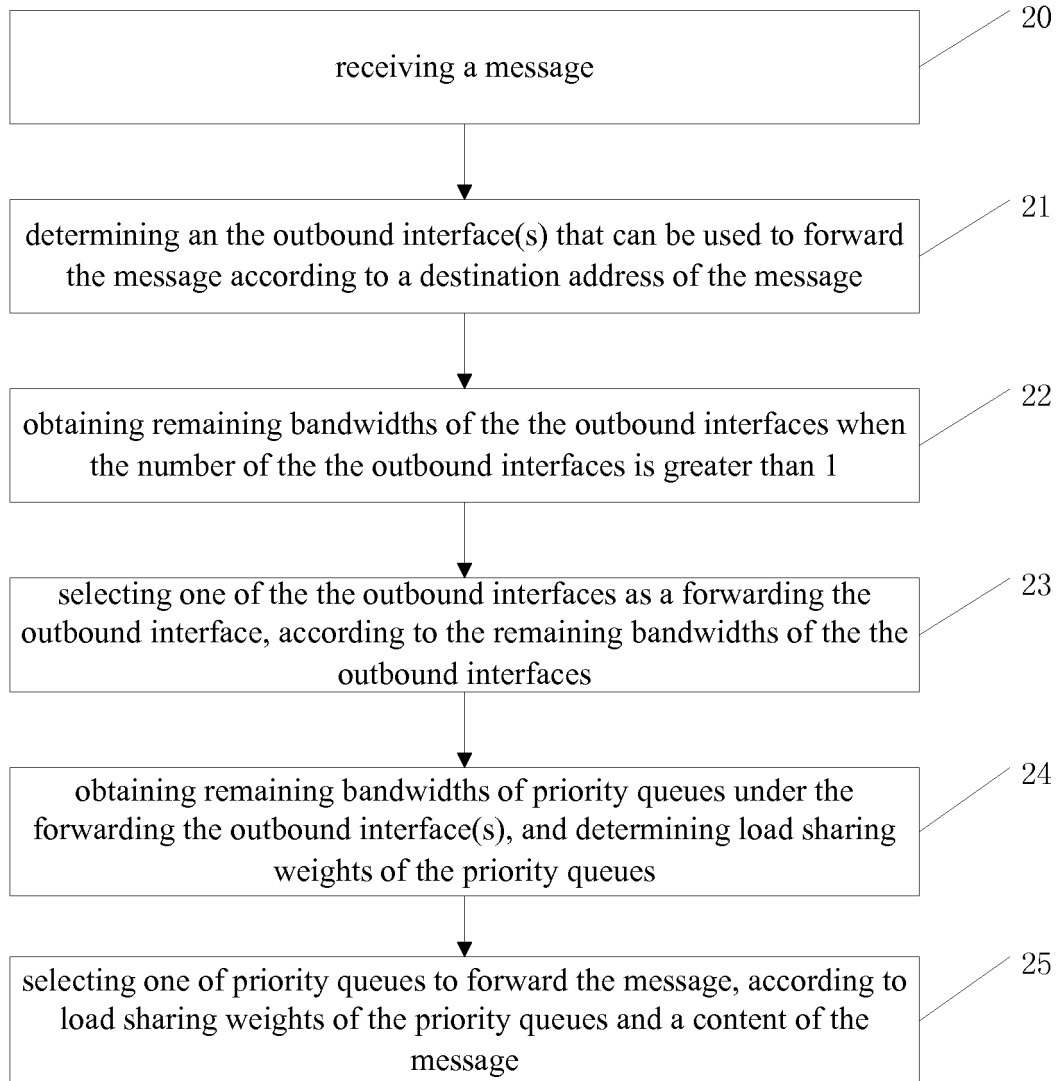 20
receiving a message
21
determining an the outbound interface(s) that can be used to forward
the message according to a destination address of the message
22
obtaining remaining bandwidths of the the outbound interfaces when
the number of the the outbound interfaces is greater than 1
23
selecting one of the the outbound interfaces as a forwarding the
outbound interface, according to the remaining bandwidths of the the
outbound interfaces
24
obtaining remaining bandwidths of priority queues under the
forwarding the outbound interface(s), and determining load sharing
weights of the priority queues
25
selecting one of priority queues to forward the message, according to
load sharing weights of the priority queues and a content of the
message